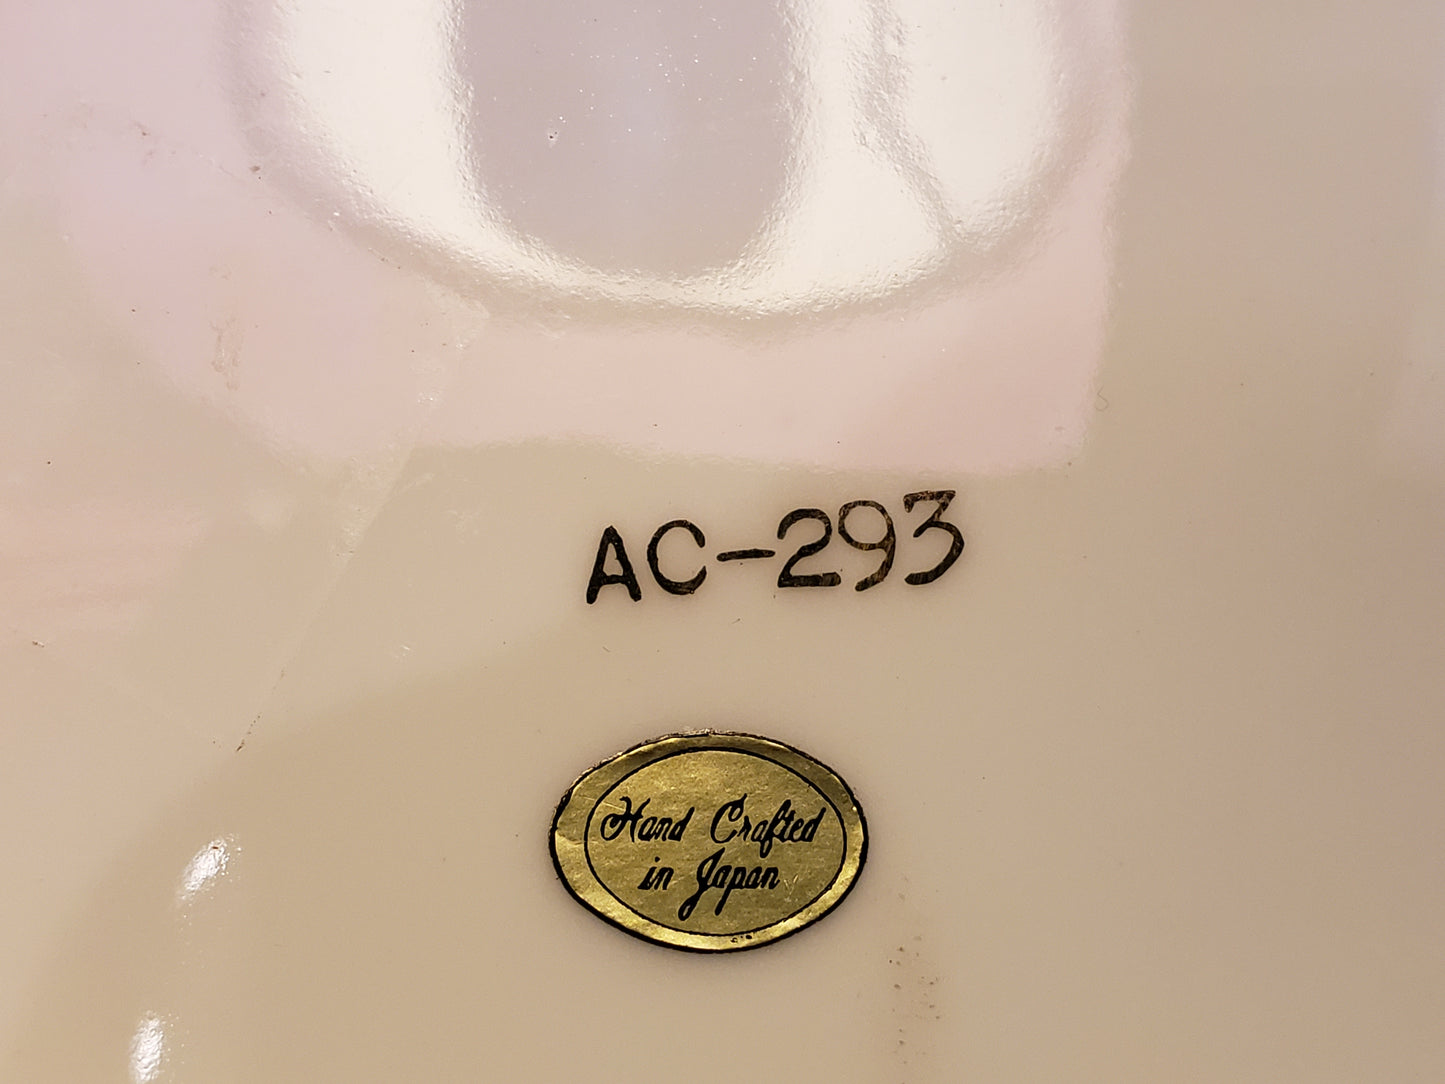 AC-293
Hand Crafted
in Japan